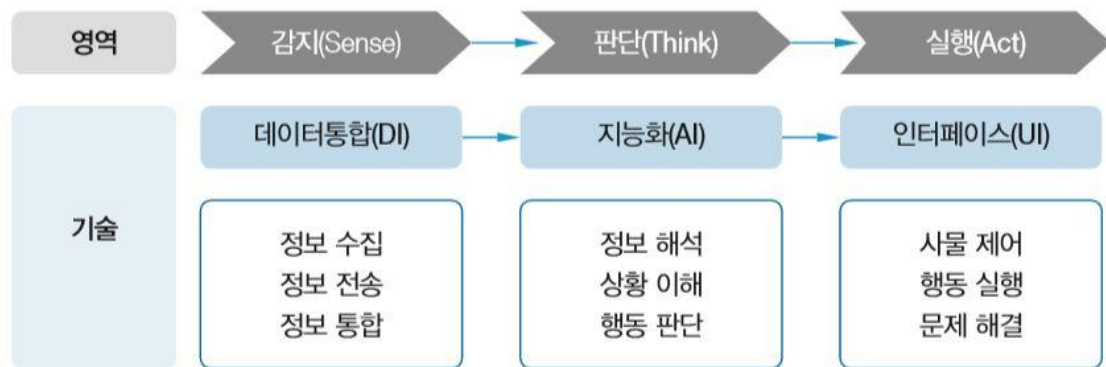 영역
감지(Sense)
판단(Think)
실행(Act)
기술
데이터통합(DI)
지능화(AI)
인터페이스(UI)
정보 수집
정보 전송
정보 통합
정보 해석
상황 이해
행동 판단
사물 제어
행동 실행
문제 해결